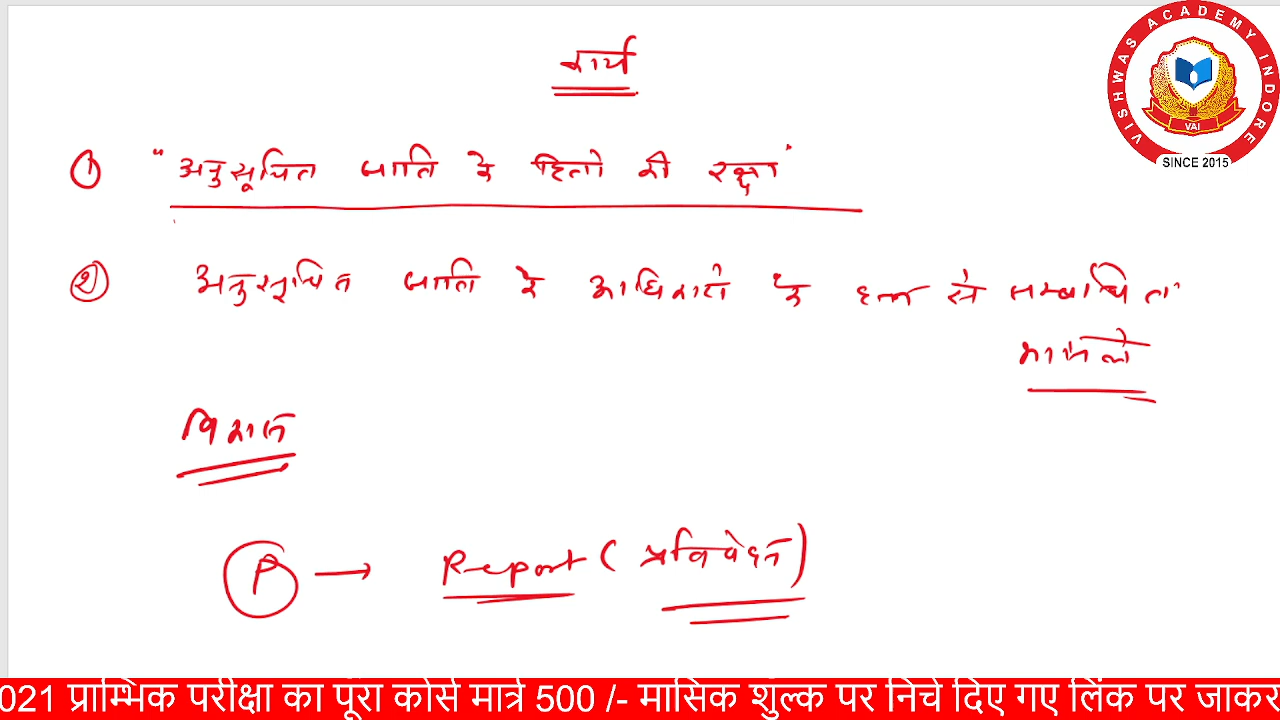 कार्य
① "अनुसूचित जाति के हितो की रक्षा"
② अनुसूचित जाति के अधिकारो के हनन से सम्बंधित
मामलो
P → Report (प्रतिवेदन)
VISHWAS ACADEMY INDORE
VAI
SINCE 2015
021 प्राम्भिक परीक्षा का पूरा कोर्स मात्र 500 /- मासिक शुल्क पर निचे दिए गए लिंक पर जाकर